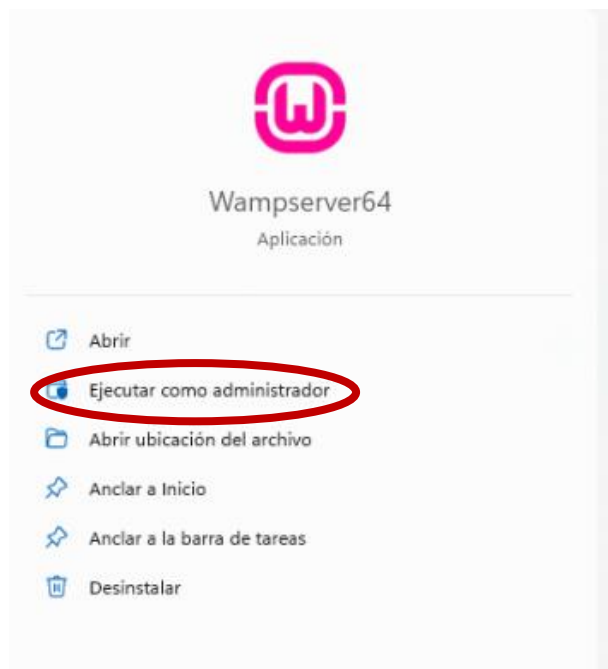 Wampserver64
Aplicación
Abrir
Ejecutar como administrador
Abrir ubicación del archivo
Anclar a Inicio
Anclar a la barra de tareas
Desinstalar